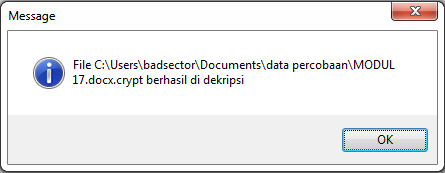 Message
File C:\Users\badsector\Documents\data percobaan\MODUL
17.docx.crypt berhasil di dekripsi
OK